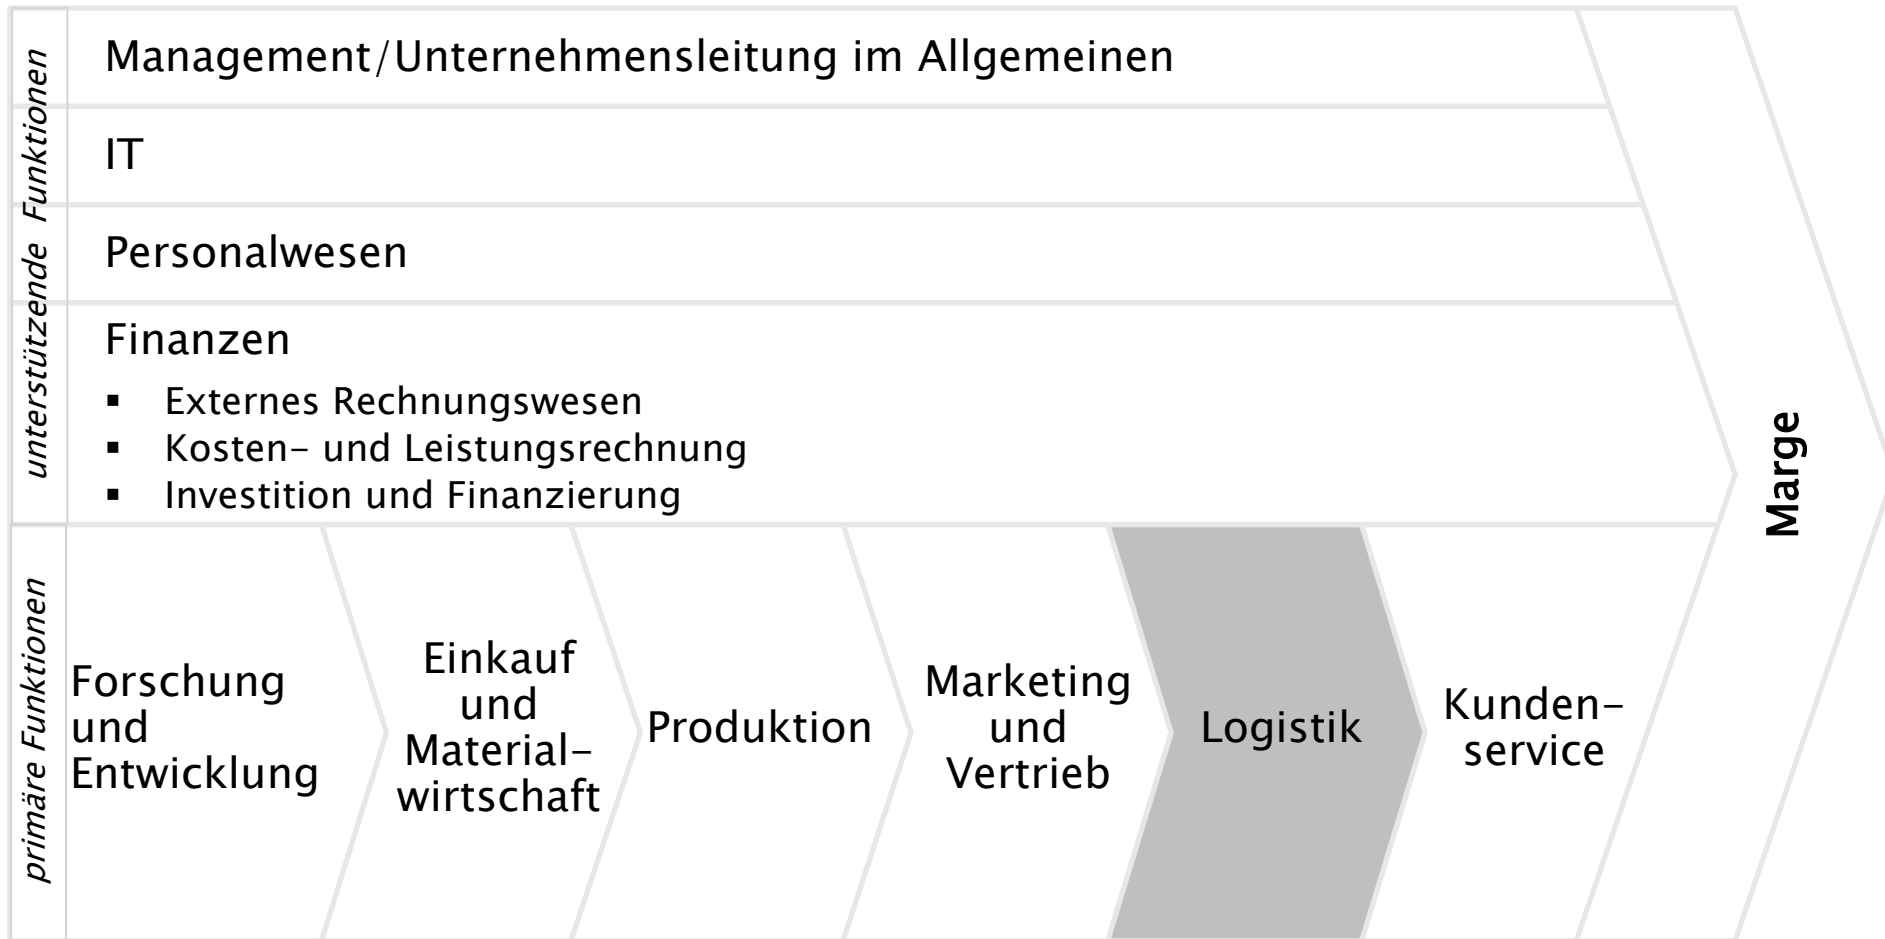 unterstützende Funktionen
Management/Unternehmensleitung im Allgemeinen
IT
Personalwesen
Finanzen
▪ Externes Rechnungswesen
▪ Kosten- und Leistungsrechnung
▪ Investition und Finanzierung
Marge
primäre Funktionen
Forschung
und
Entwicklung
Einkauf
und
Material-
wirtschaft
Produktion
Marketing
und
Vertrieb
Logistik
Kunden-
service